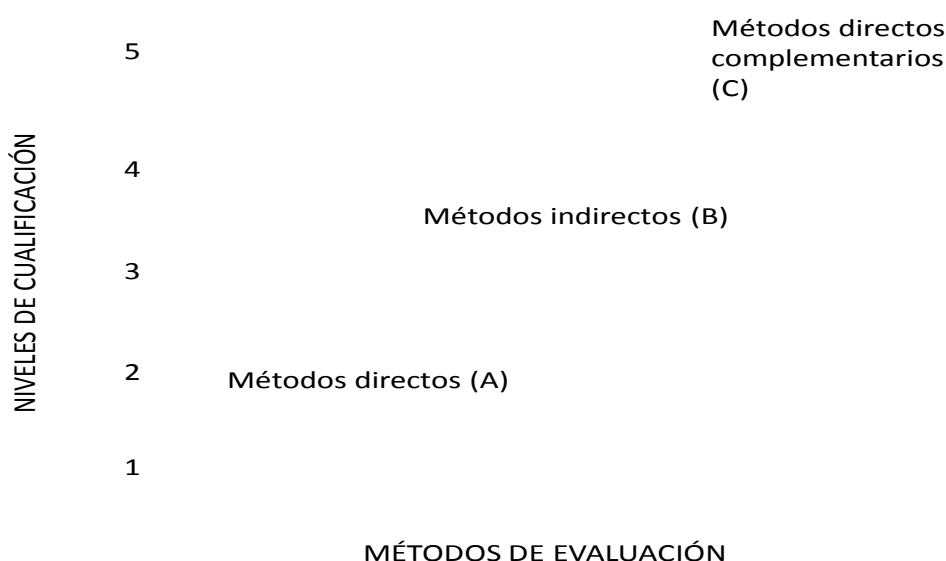 Métodos directos
complementarios
(C)
5
4
Métodos indirectos (B)
3
2
Métodos directos (A)
1
NIVELES DE CUALIFICACIÓN
MÉTODOS DE EVALUACIÓN